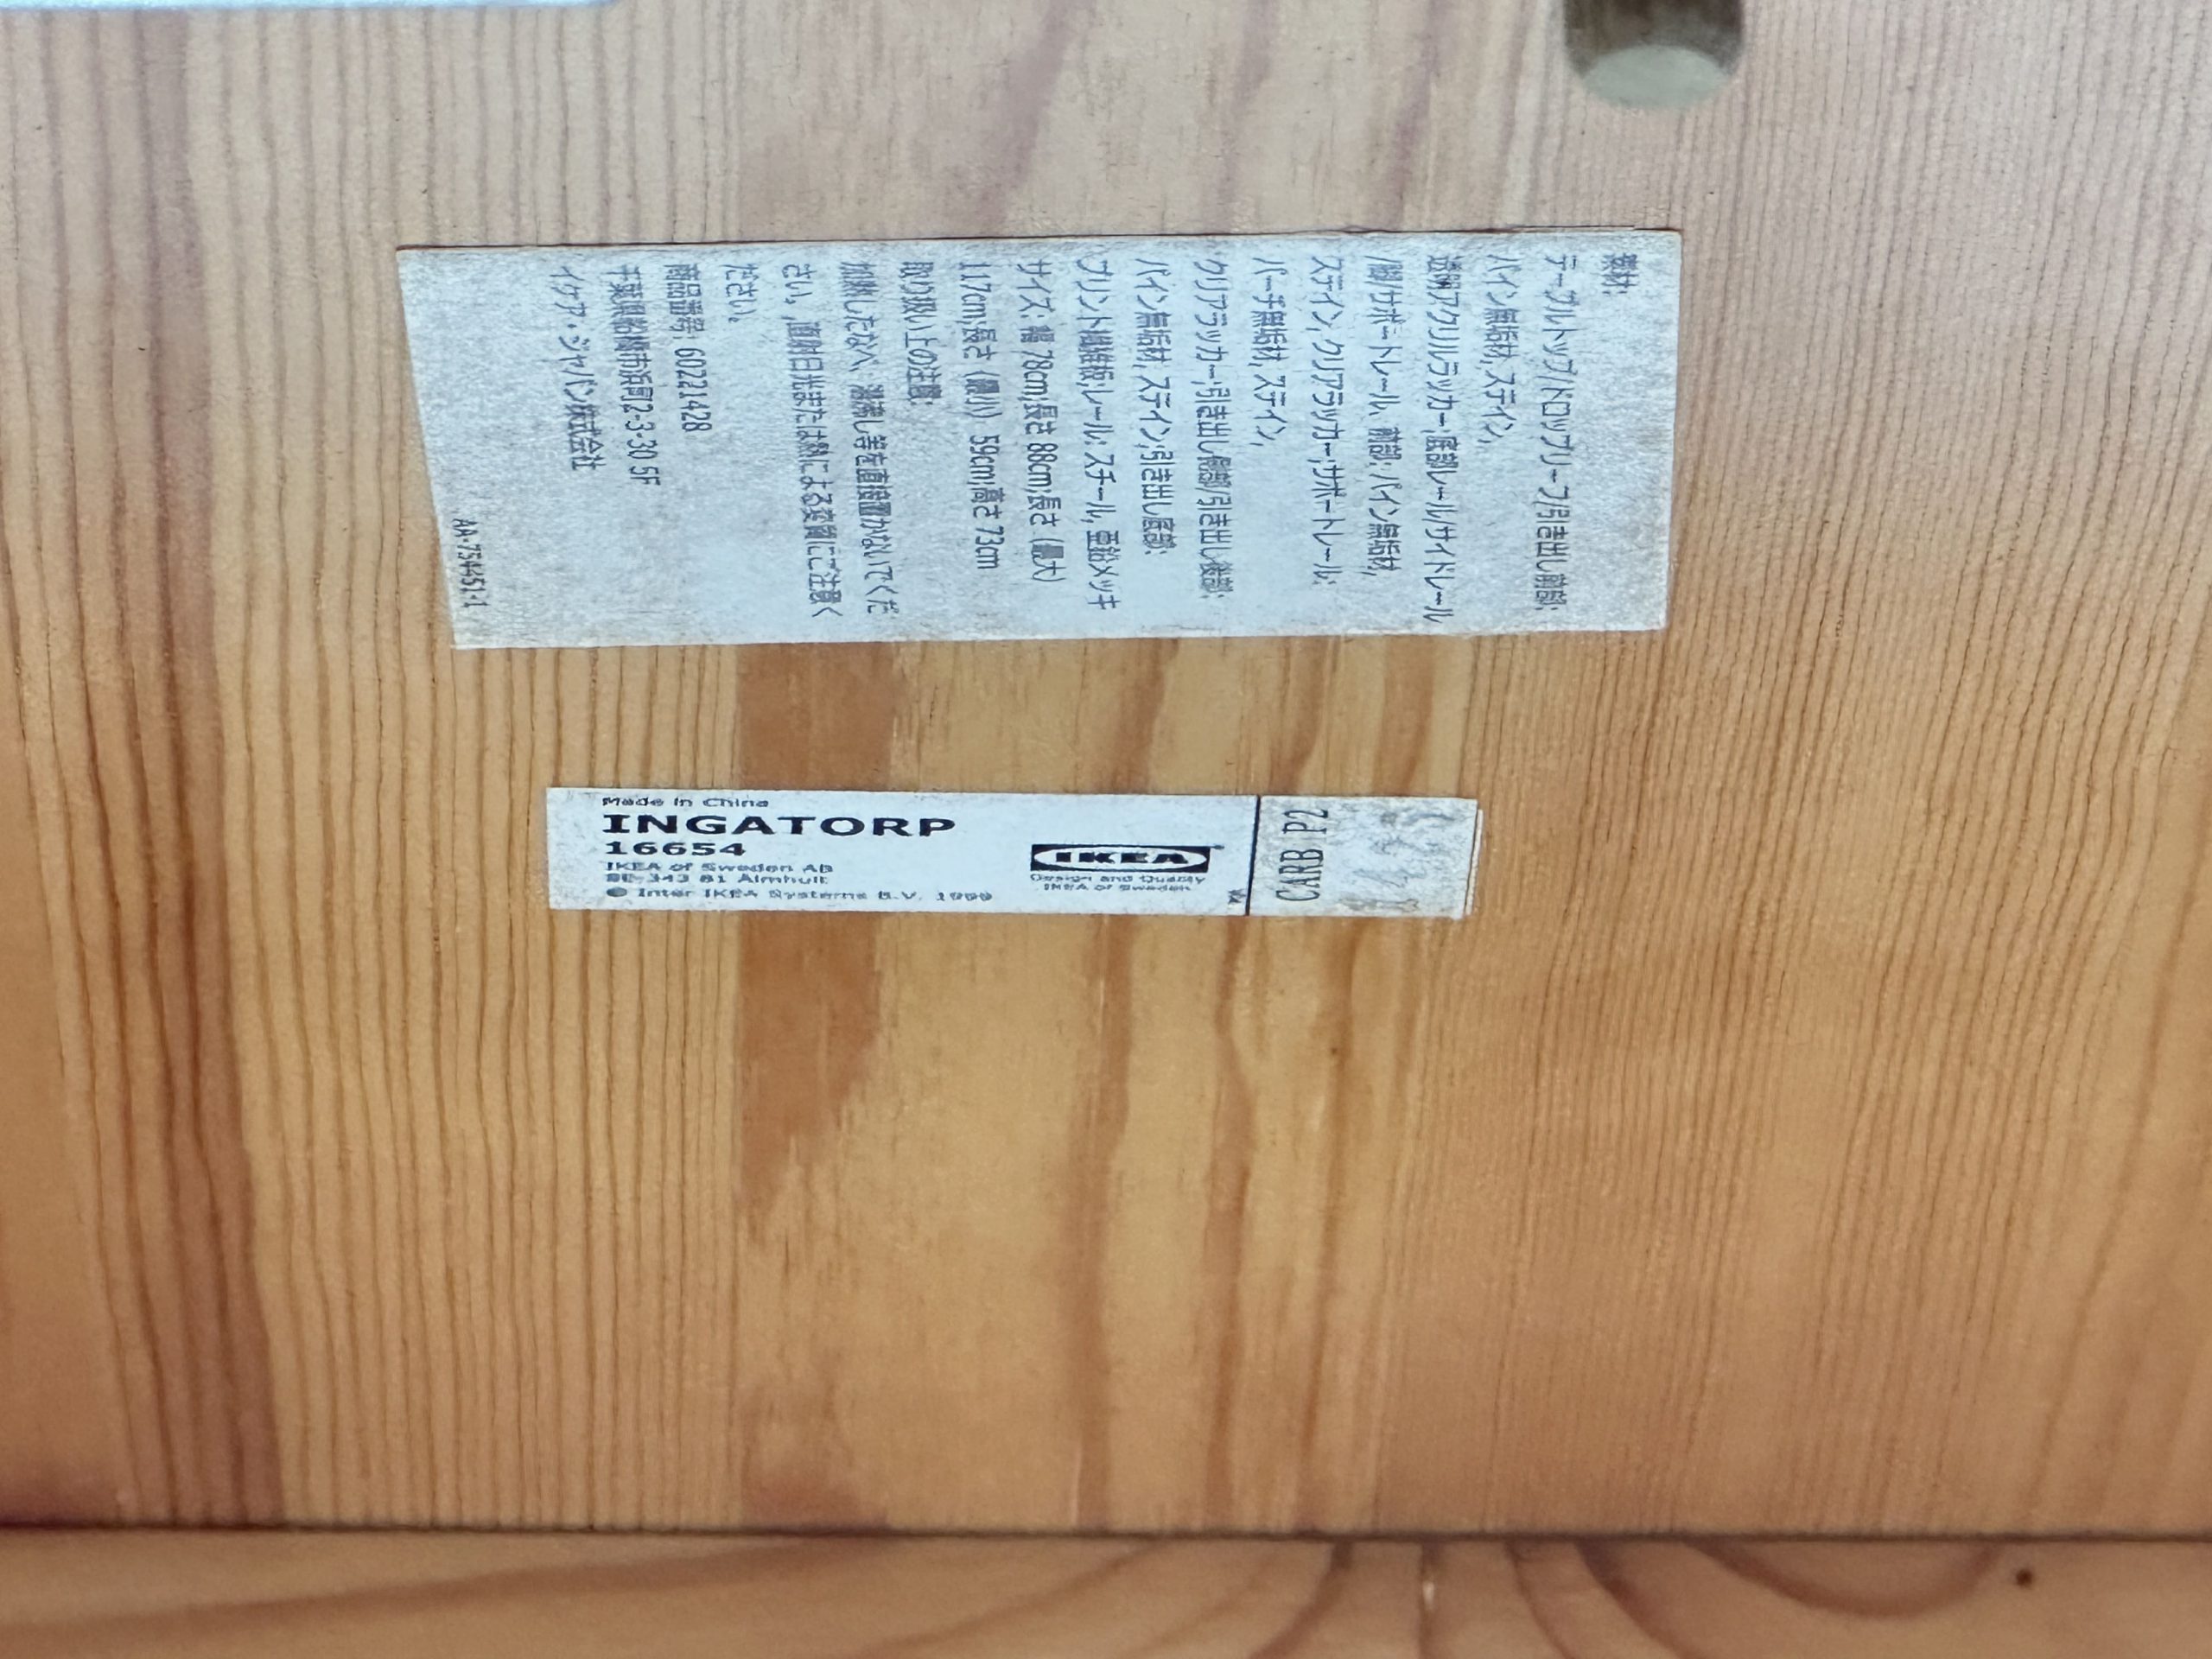 素材:
テーブルトップ/ドロップリーフ/引き出し前部:
パイン無垢材, ステイン,
透明アクリルラッカー;底部レール/サイドレール
/脚/サポートレール, 前部: パイン無垢材,
ステイン, クリアラッカー;サポートレール:
バーチ無垢材, ステイン,
クリアラッカー;引き出し側部/引き出し後部:
パイン無垢材, ステイン;引き出し底部:
プリント繊維板;レール: スチール, 亜鉛メッキ
サイズ: 幅 78cm;長さ 88cm;長さ (最大)
117cm;長さ (最小) 59cm;高さ 73cm
取り扱い上の注意:
加熱したなべ、湯沸し等を直接置かないでくだ
さい。直射日光または熱による変質にご注意く
ださい。
商品番号: 60221428
千葉県船橋市浜町2-3-30 5F
イケア・ジャパン株式会社
AA-754451-1
Made in China
INGATORP
16654
IKEA of Sweden AB
SE-343 81 Älmhult
© Inter IKEA Systems B.V. 1999
IKEA
Design and Quality
IKEA of Sweden
CARB P2